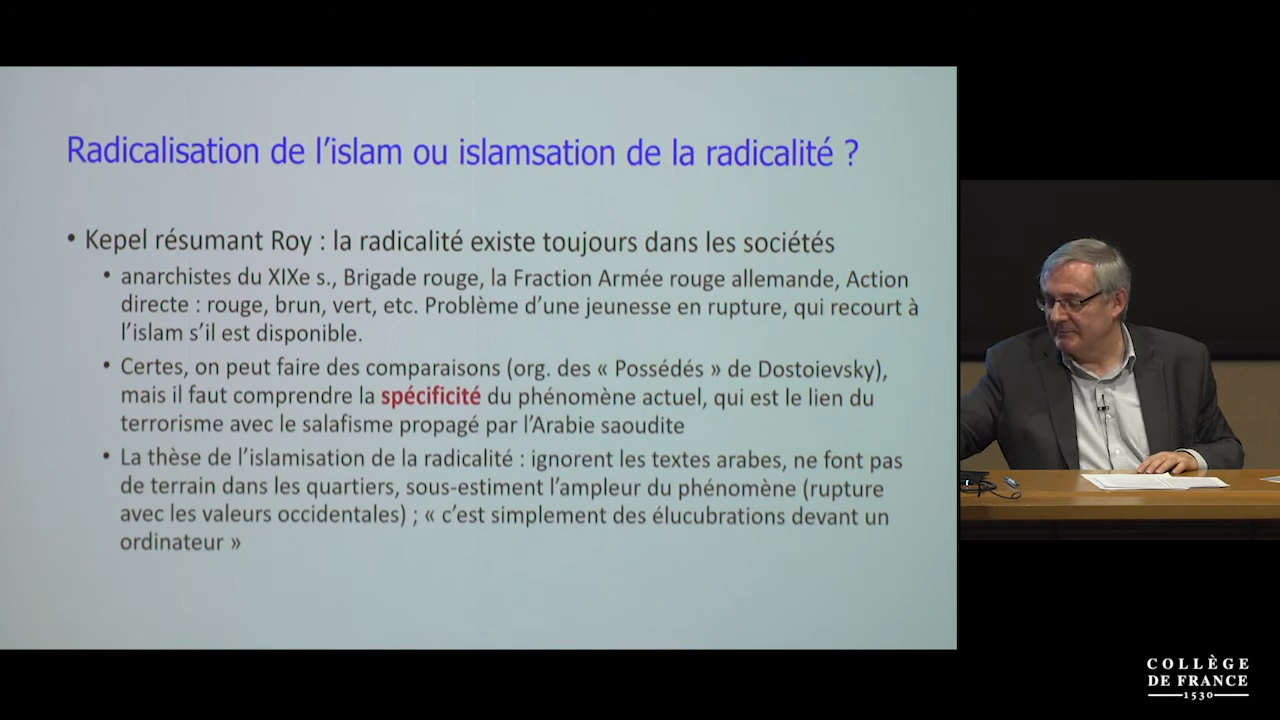 Radicalisation de l’islam ou islamsation de la radicalité ?
• Kepel résumant Roy : la radicalité existe toujours dans les sociétés
• anarchistes du XIXe s., Brigade rouge, la Fraction Armée rouge allemande, Action
directe : rouge, brun, vert, etc. Problème d’une jeunesse en rupture, qui recourt à
l’islam s’il est disponible.
• Certes, on peut faire des comparaisons (org. des « Possédés » de Dostoievsky),
mais il faut comprendre la spécificité du phénomène actuel, qui est le lien du
terrorisme avec le salafisme propagé par l’Arabie saoudite
• La thèse de l’islamisation de la radicalité : ignorent les textes arabes, ne font pas
de terrain dans les quartiers, sous-estiment l’ampleur du phénomène (rupture
avec les valeurs occidentales) ; « c’est simplement des élucubrations devant un
ordinateur »
COLLÈGE
DE FRANCE
1530